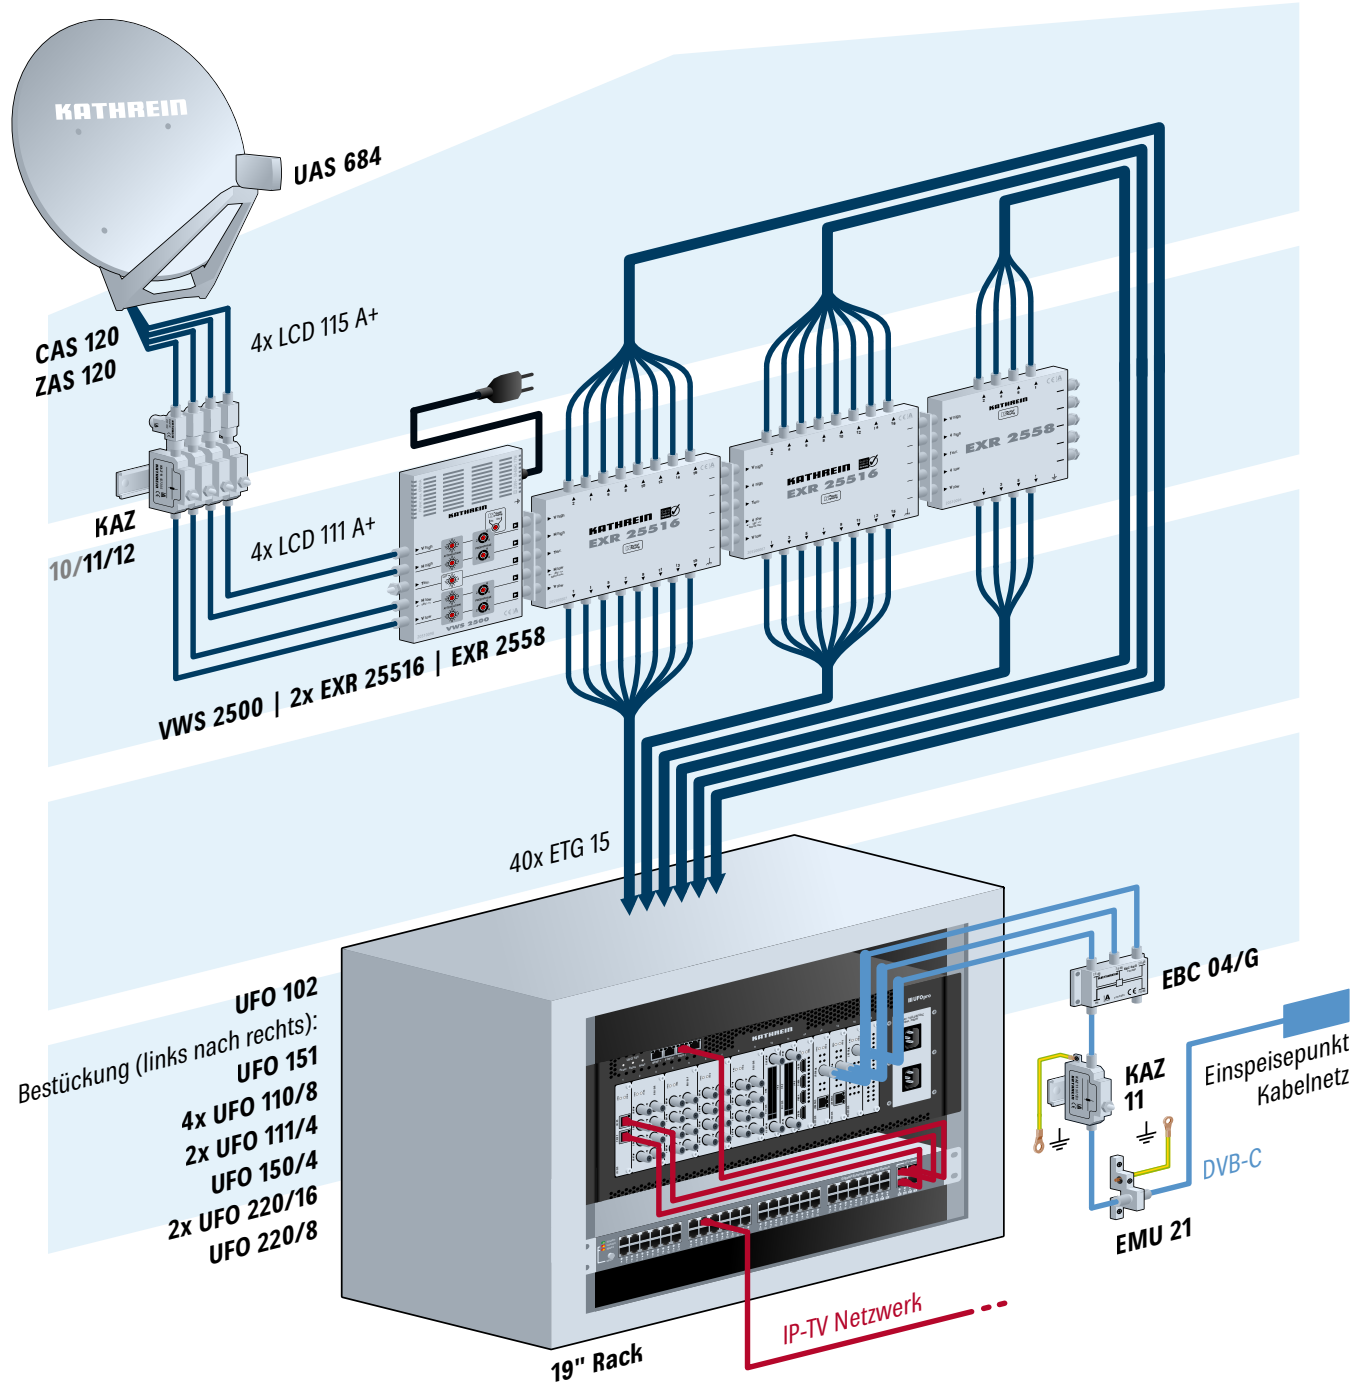 KATHREIN
UAS 684
CAS 120
ZAS 120
4x LCD 115 A+
KAZ
10/11/12
4x LCD 111 A+
KATHREIN
VWS 2500
KATHREIN
EXR 25516
KATHREIN
EXR 25516
KATHREIN
EXR 2558
VWS 2500 | 2x EXR 25516 | EXR 2558
40x ETG 15
UFO 102
Bestückung (links nach rechts):
UFO 151
4x UFO 110/8
2x UFO 111/4
UFO 150/4
2x UFO 220/16
UFO 220/8
KATHREIN
UFOpro
EBC 04/G
KAZ
11
Einspeisepunkt
Kabelnetz
DVB-C
EMU 21
IP-TV Netzwerk
19" Rack